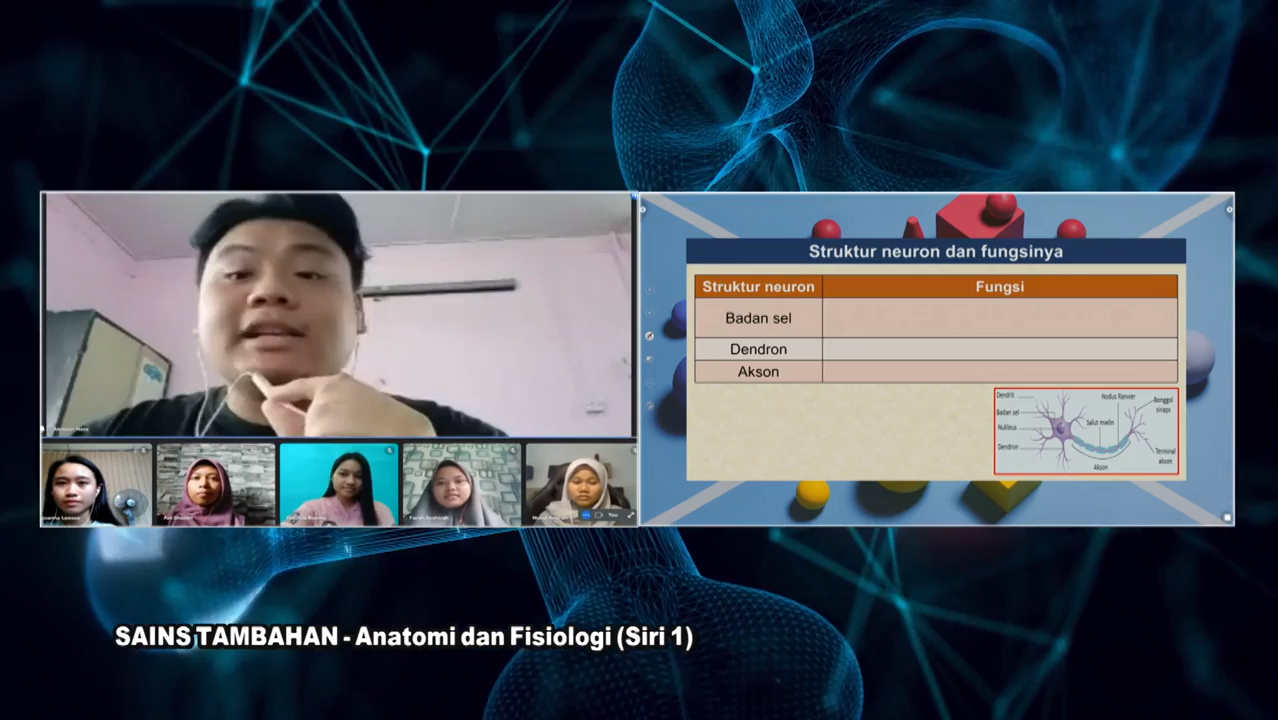 Struktur neuron dan fungsinya
Struktur neuron
Fungsi
Badan sel
Dendron
Akson
Dendrit
Badan sel
Nukleus
Dendron
Nodus Ranvier
Salut mielin
Akson
Bonggol
sinaps
Terminal
akson
You
SAINS TAMBAHAN - Anatomi dan Fisiologi (Siri 1)